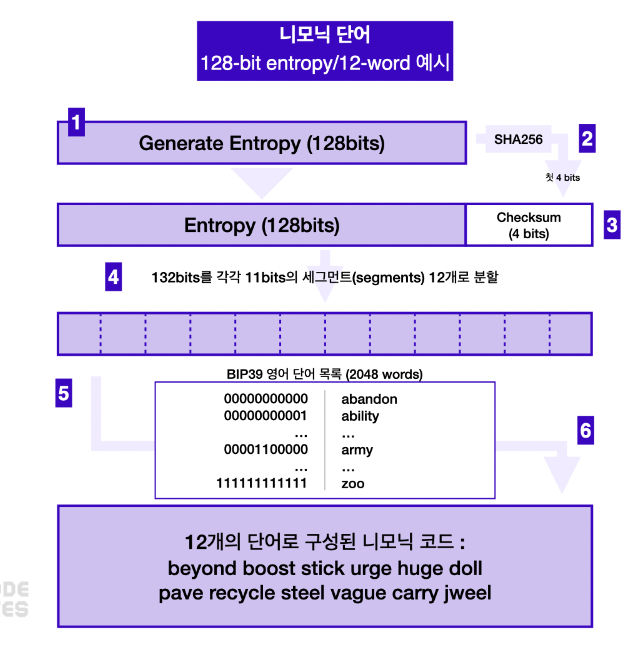 니모닉 단어
128-bit entropy/12-word 예시
1
Generate Entropy (128bits)
SHA256
2
첫 4 bits
Entropy (128bits)
Checksum
(4 bits)
3
4
132bits를 각각 11bits의 세그먼트(segments) 12개로 분할
BIP39 영어 단어 목록 (2048 words)
5
00000000000 abandon
00000000001 ability
... ...
00001100000 army
... ...
111111111111 zoo
6
12개의 단어로 구성된 니모닉 코드 :
beyond boost stick urge huge doll
pave recycle steel vague carry jweel